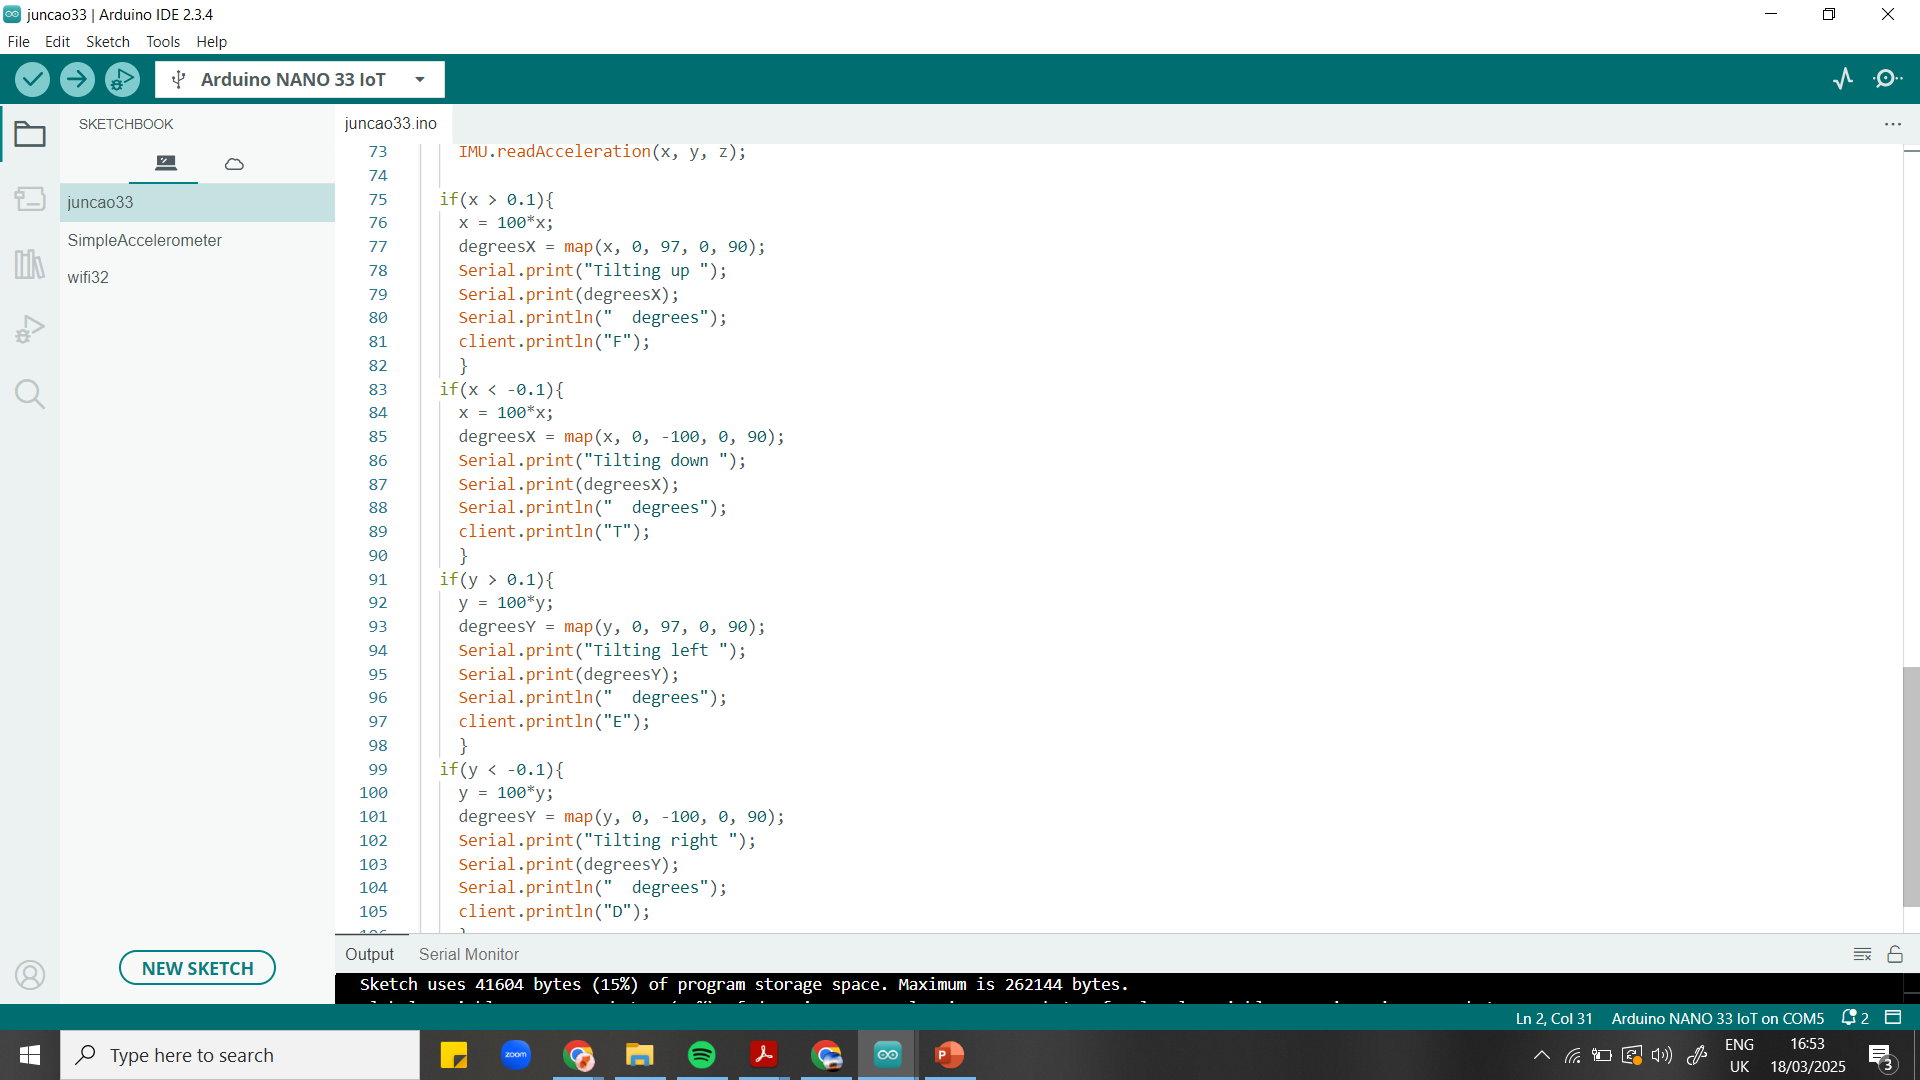 juncao33 | Arduino IDE 2.3.4
File Edit Sketch Tools Help
Arduino NANO 33 IoT
SKETCHBOOK
juncao33
SimpleAccelerometer
wifi32
NEW SKETCH
juncao33.ino
73 IMU.readAcceleration(x, y, z);
74
75 if(x > 0.1){
76 x = 100*x;
77 degreesX = map(x, 0, 97, 0, 90);
78 Serial.print("Tilting up ");
79 Serial.print(degreesX);
80 Serial.println("  degrees");
81 client.println("F");
82 }
83 if(x < -0.1){
84 x = 100*x;
85 degreesX = map(x, 0, -100, 0, 90);
86 Serial.print("Tilting down ");
87 Serial.print(degreesX);
88 Serial.println("  degrees");
89 client.println("T");
90 }
91 if(y > 0.1){
92 y = 100*y;
93 degreesY = map(y, 0, 97, 0, 90);
94 Serial.print("Tilting left ");
95 Serial.print(degreesY);
96 Serial.println("  degrees");
97 client.println("E");
98 }
99 if(y < -0.1){
100 y = 100*y;
101 degreesY = map(y, 0, -100, 0, 90);
102 Serial.print("Tilting right ");
103 Serial.print(degreesY);
104 Serial.println("  degrees");
105 client.println("D");
Output Serial Monitor
Sketch uses 41604 bytes (15%) of program storage space. Maximum is 262144 bytes.
Ln 2, Col 31 Arduino NANO 33 IoT on COM5 2
Type here to search
zoom
P
ENG
UK
16:53
18/03/2025
3